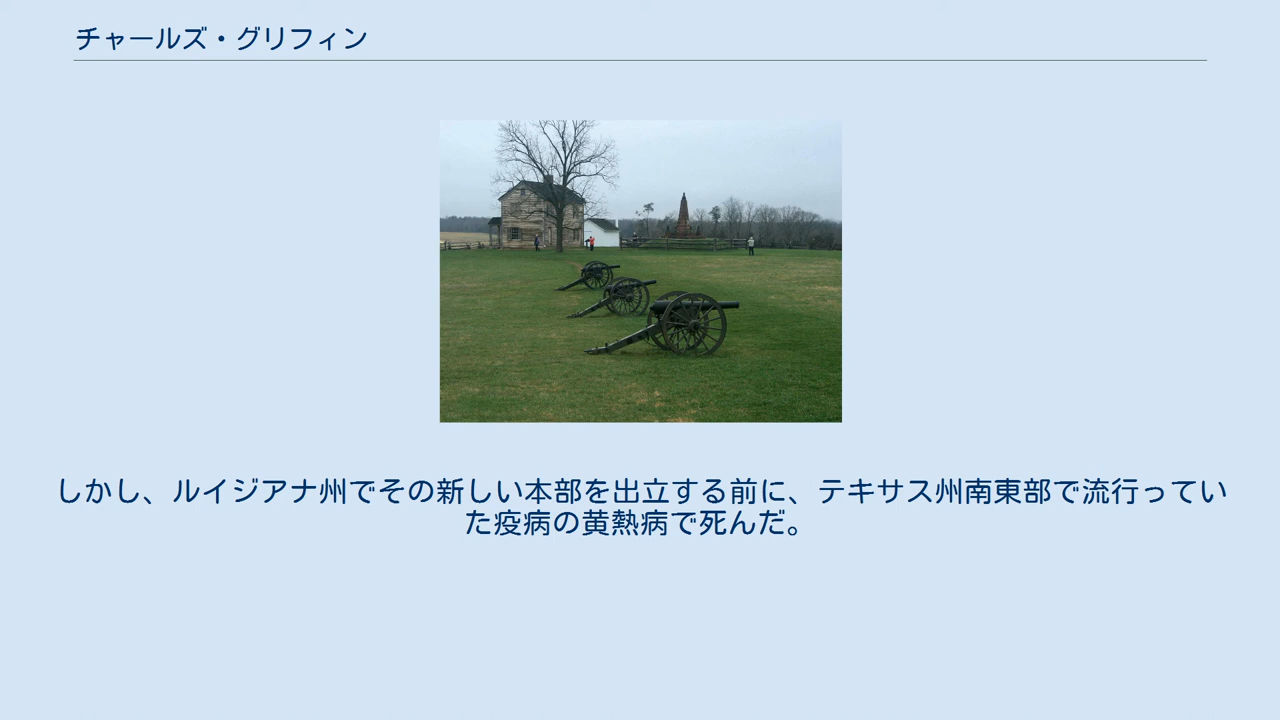 チャールズ・グリフィン
しかし、ルイジアナ州でその新しい本部を出立する前に、テキサス州南東部で流行ってい
た疫病の黄熱病で死んだ。